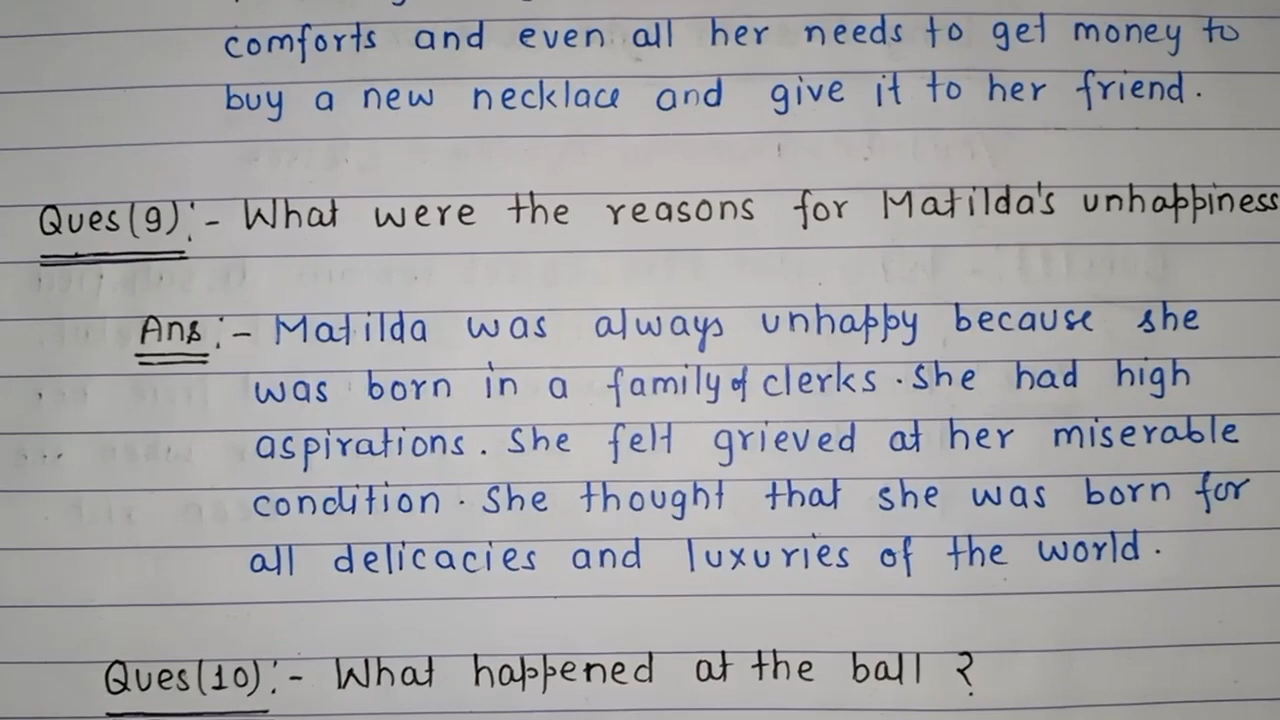 comforts and even all her needs to get money to
buy a new necklace and give it to her friend.
Ques(9):- What were the reasons for Matilda's unhappiness
Ans:- Matilda was always unhappy because she
was born in a family of clerks. She had high
aspirations. She felt grieved at her miserable
condition. She thought that she was born for
all delicacies and luxuries of the world.
Ques(10):- What happened at the ball?